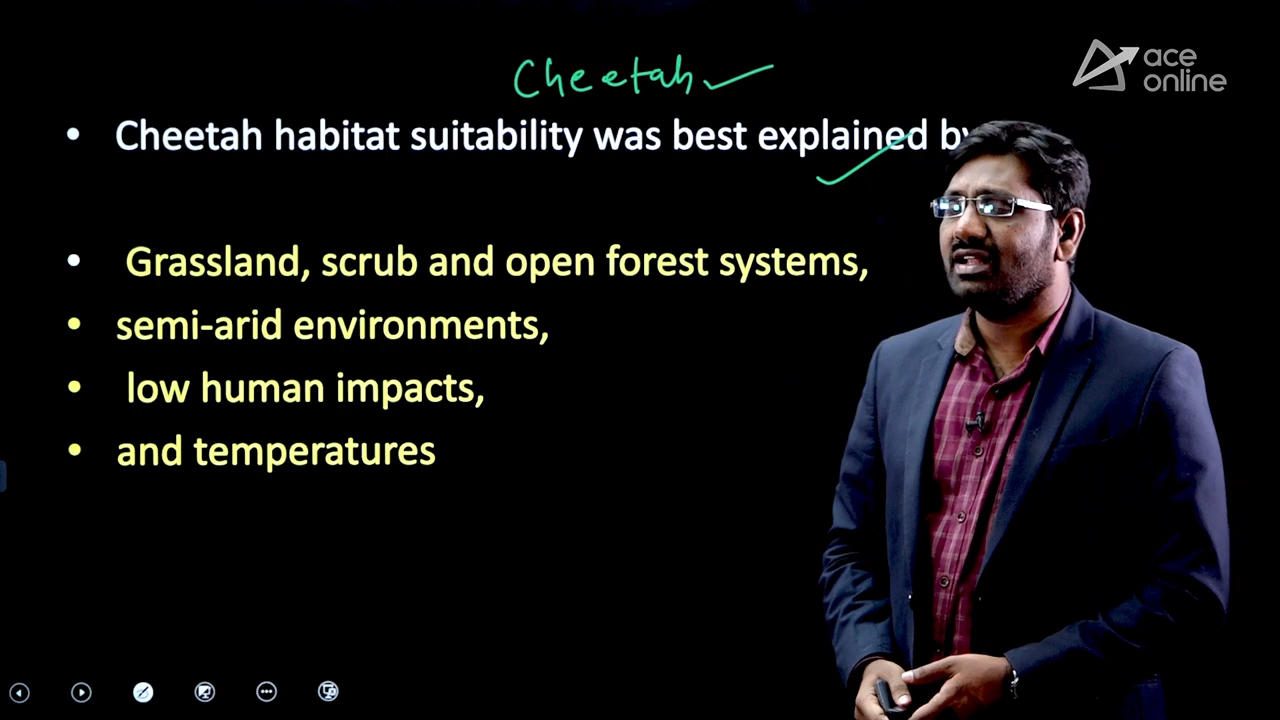 ace
online
Cheetah
• Cheetah habitat suitability was best explained by
• Grassland, scrub and open forest systems,
• semi-arid environments,
• low human impacts,
• and temperatures